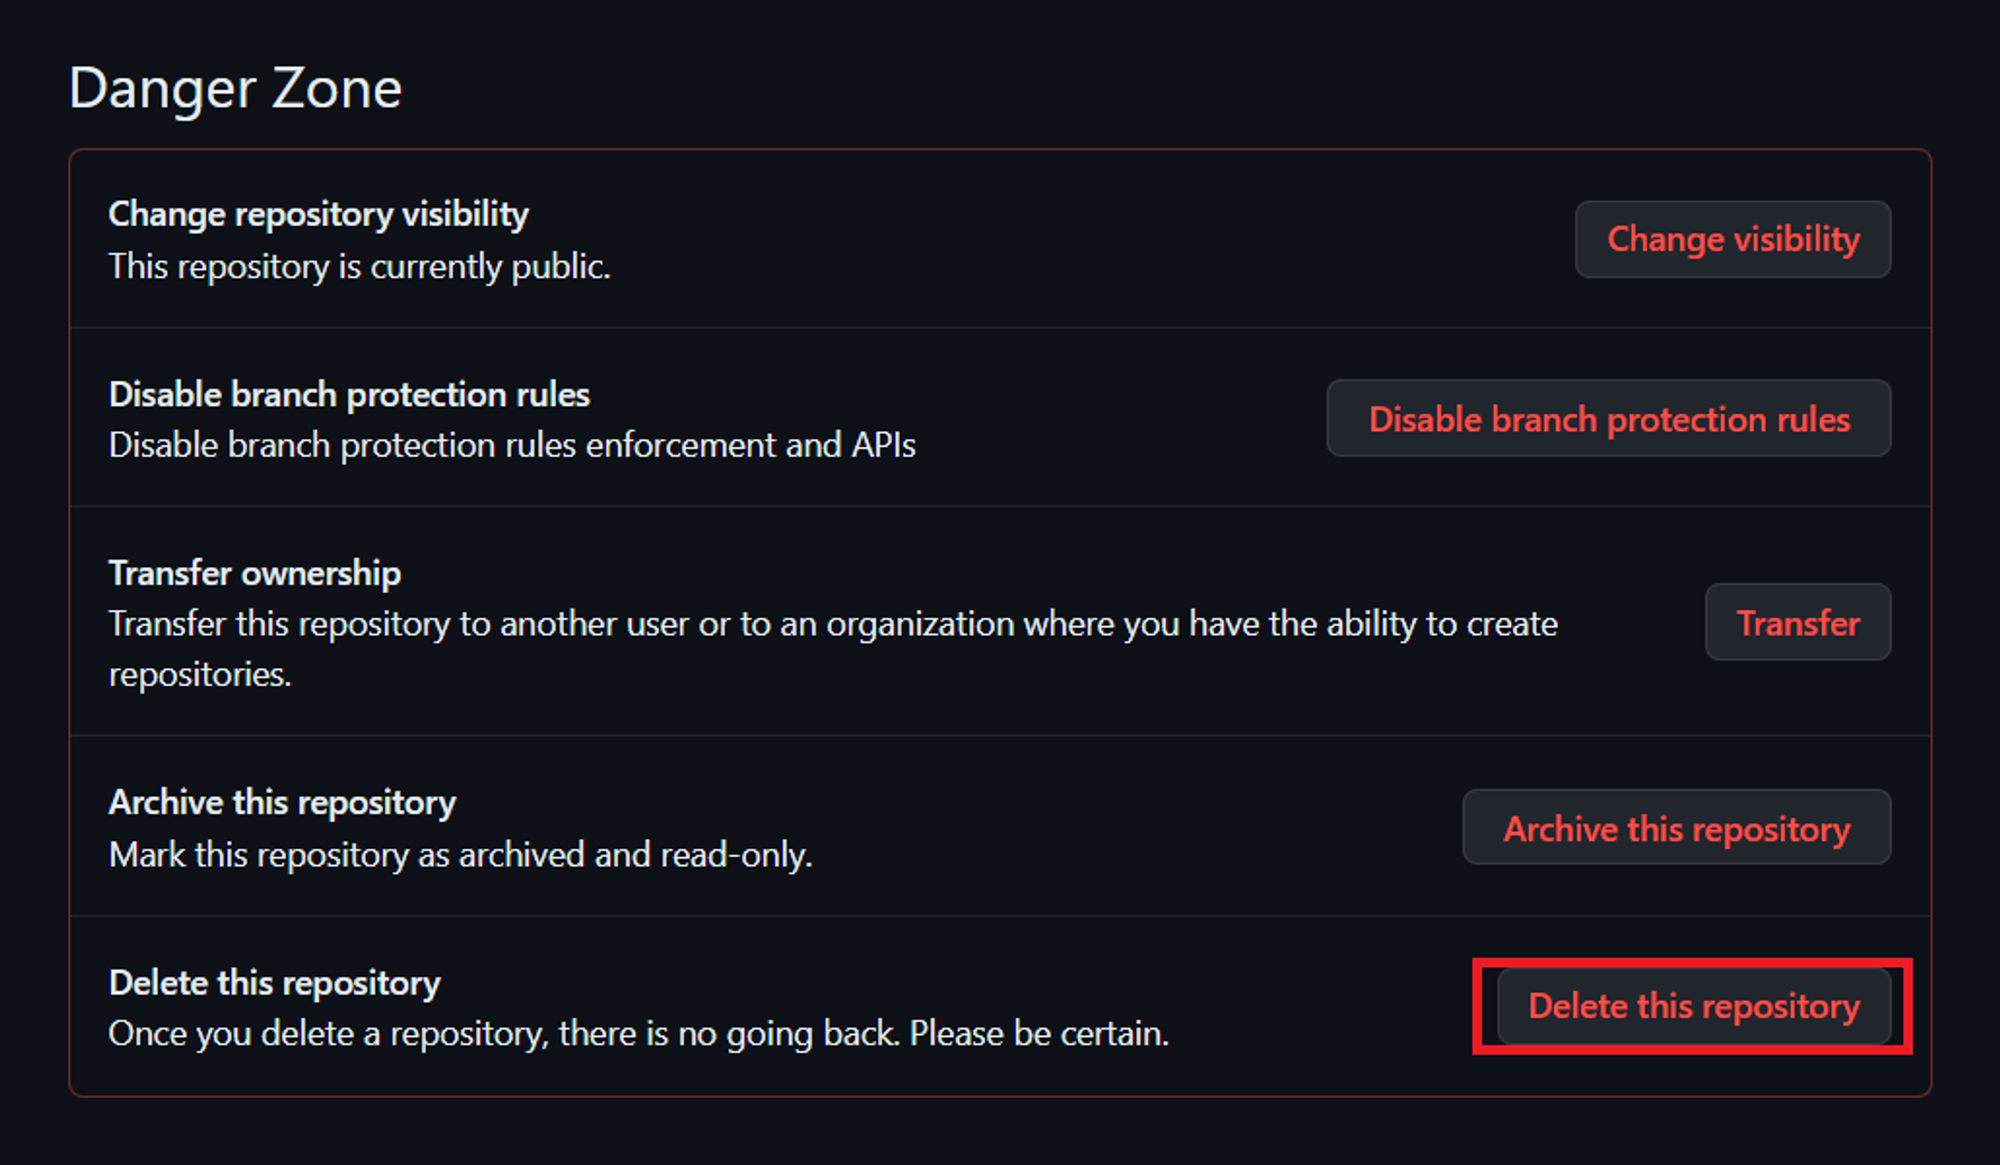 Danger Zone
Change repository visibility
This repository is currently public.
Change visibility
Disable branch protection rules
Disable branch protection rules enforcement and APIs
Disable branch protection rules
Transfer ownership
Transfer this repository to another user or to an organization where you have the ability to create
repositories.
Transfer
Archive this repository
Mark this repository as archived and read-only.
Archive this repository
Delete this repository
Once you delete a repository, there is no going back. Please be certain.
Delete this repository